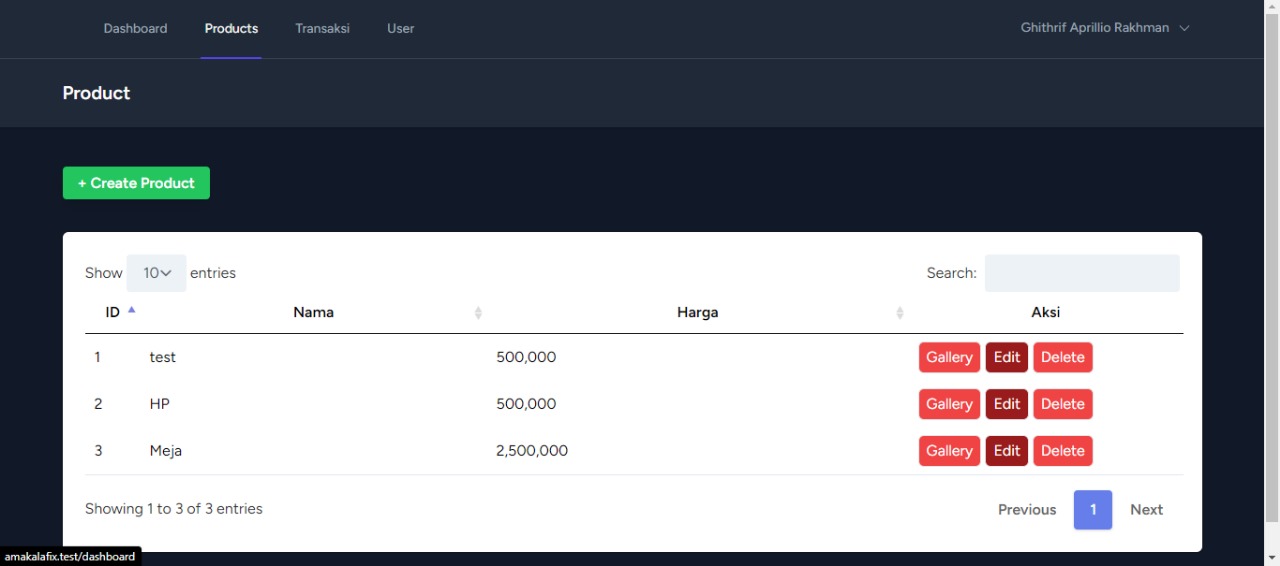 Dashboard Products Transaksi User Ghithrif Aprillio Rakhman
Product
+ Create Product
Show 10 entries Search:
ID Nama Harga Aksi
1 test 500,000 Gallery Edit Delete
2 HP 500,000 Gallery Edit Delete
3 Meja 2,500,000 Gallery Edit Delete
Showing 1 to 3 of 3 entries Previous 1 Next
amakalafix.test/dashboard